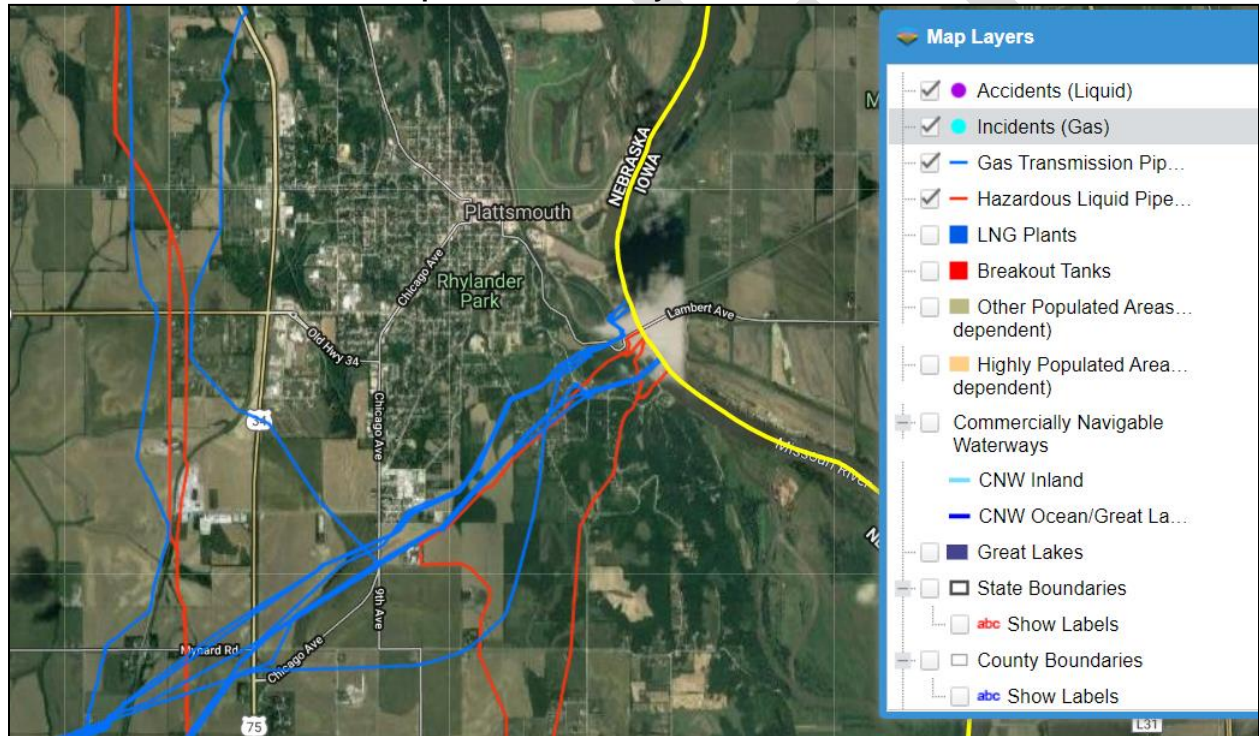 Map Layers
Accidents (Liquid)
Incidents (Gas)
Gas Transmission Pip...
Hazardous Liquid Pipe...
LNG Plants
Breakout Tanks
Other Populated Areas...
dependent)
Highly Populated Area...
dependent)
Commercially Navigable
Waterways
CNW Inland
CNW Ocean/Great La...
Great Lakes
State Boundaries
abc Show Labels
County Boundaries
abc Show Labels
NEBRASKA
IOWA
Plattsmouth
Chicago Ave
Rhylander
Park
Lambert Ave
Old Hwy 34
Chicago Ave
34
Missouri River
9th Ave
Mynard Rd
Chicago Ave
75
L31